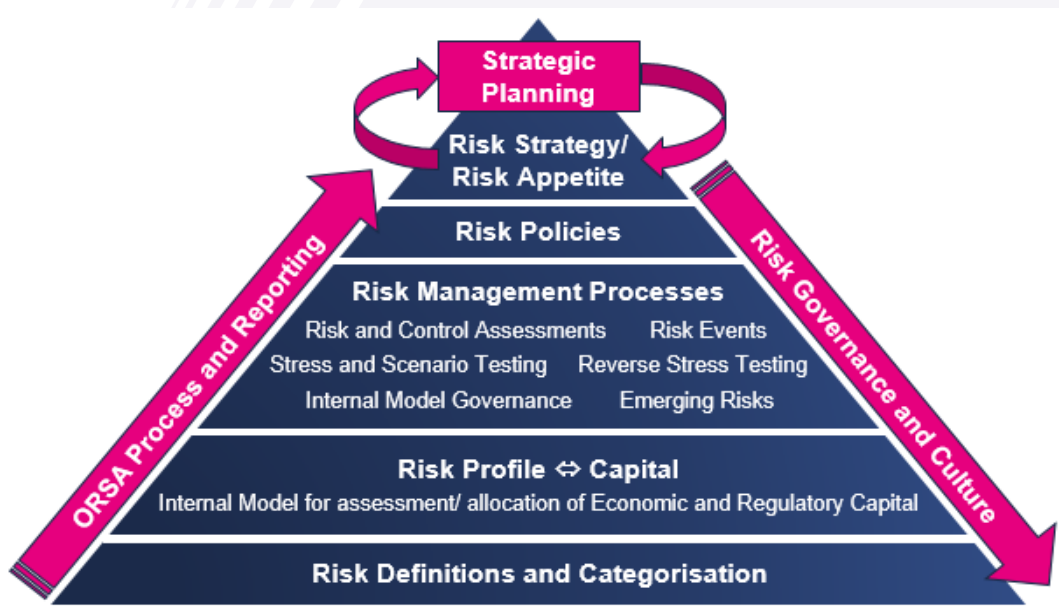 Strategic
Planning
Risk Strategy/
Risk Appetite
Risk Policies
Risk Management Processes
Risk and Control Assessments Risk Events
Stress and Scenario Testing Reverse Stress Testing
Internal Model Governance Emerging Risks
Risk Profile ⇔ Capital
Internal Model for assessment/ allocation of Economic and Regulatory Capital
Risk Definitions and Categorisation
ORSA Process and Reporting
Risk Governance and Culture